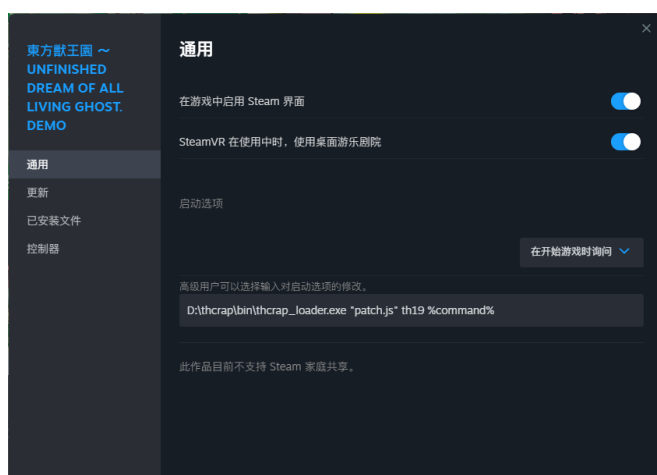 東方獣王園 ～
UNFINISHED
DREAM OF ALL
LIVING GHOST.
DEMO
通用
更新
已安装文件
控制器
通用
在游戏中启用 Steam 界面
SteamVR 在使用中时，使用桌面游乐剧院
启动选项
在开始游戏时询问
高级用户可以选择输入对启动选项的修改。
D:\thcrap\bin\thcrap_loader.exe "patch.js" th19 %command%
此作品目前不支持 Steam 家庭共享。